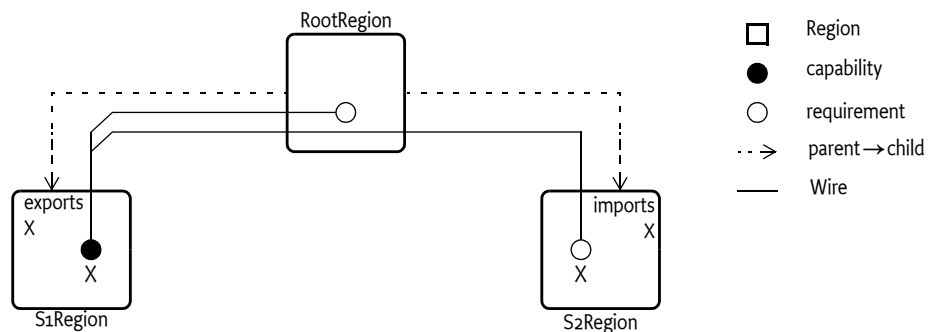 RootRegion
Region
capability
requirement
parent→child
Wire
exports
X
X
S1Region
imports
X
X
S2Region